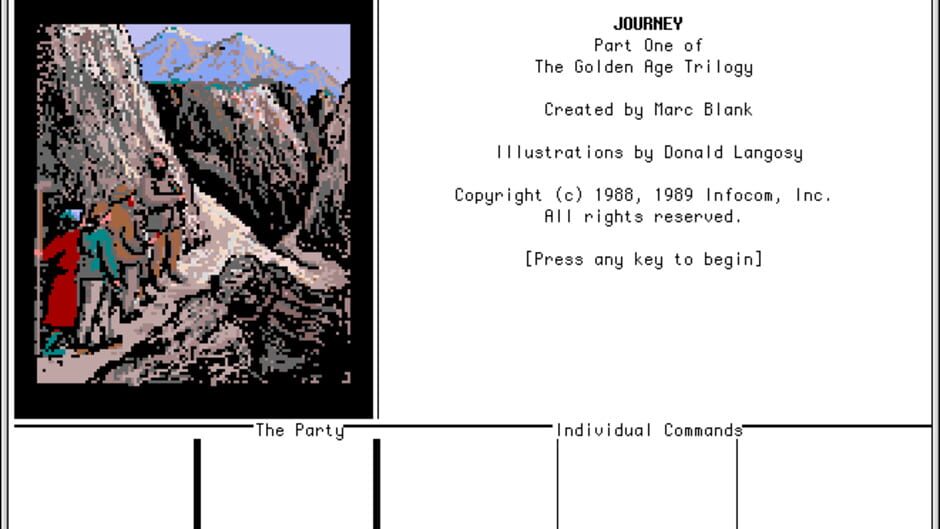 JOURNEY
Part One of
The Golden Age Trilogy
Created by Marc Blank
Illustrations by Donald Langosy
Copyright (c) 1988, 1989 Infocom, Inc.
All rights reserved.
[Press any key to begin]
The Party
Individual Commands